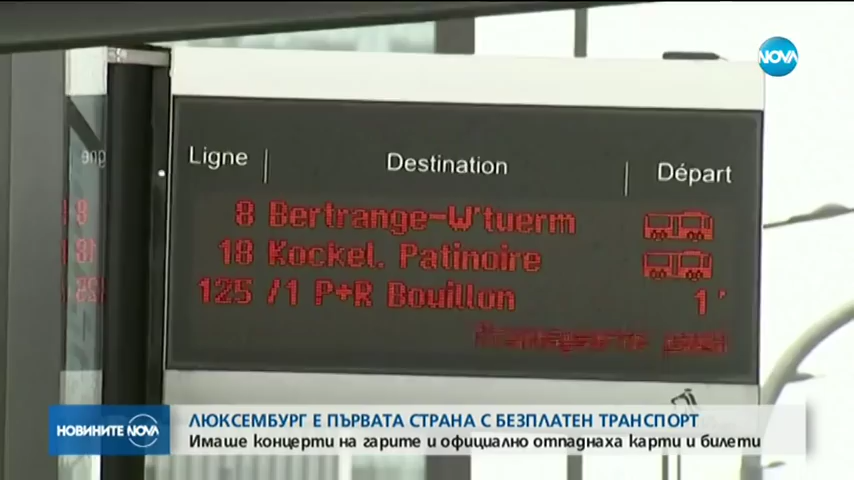 NOVA
Ligne Destination Départ
8 Bertrange-W'tuerm
18 Kockel. Patinoire
125 /1 P+R Bouillon 1'
НОВИНИТЕ NOVA
ЛЮКСЕМБУРГ Е ПЪРВАТА СТРАНА С БЕЗПЛАТЕН ТРАНСПОРТ
Имаше концерти на гарите и официално отпаднаха карти и билети